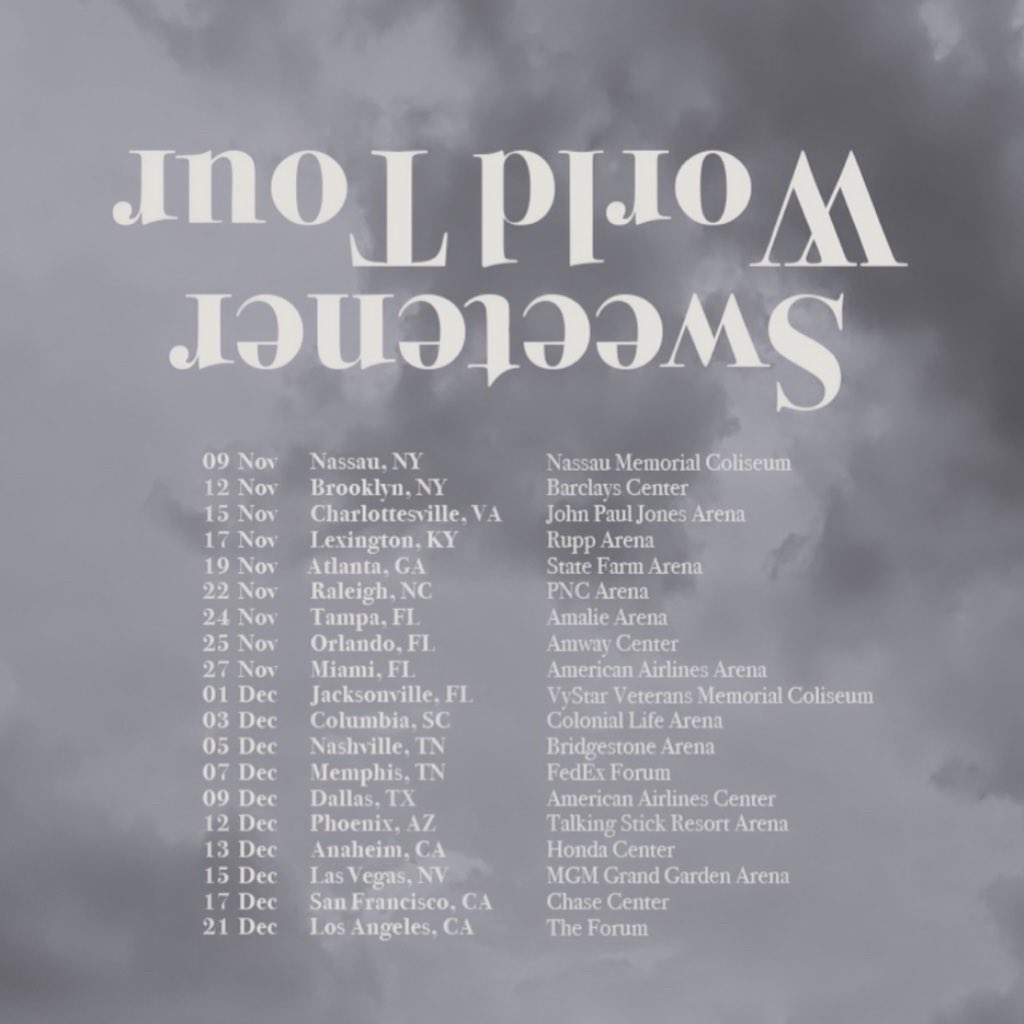 Sweetener
World Tour
09 Nov Nassau, NY Nassau Memorial Coliseum
12 Nov Brooklyn, NY Barclays Center
15 Nov Charlottesville, VA John Paul Jones Arena
17 Nov Lexington, KY Rupp Arena
19 Nov Atlanta, GA State Farm Arena
22 Nov Raleigh, NC PNC Arena
24 Nov Tampa, FL Amalie Arena
25 Nov Orlando, FL Amway Center
27 Nov Miami, FL American Airlines Arena
01 Dec Jacksonville, FL VyStar Veterans Memorial Coliseum
03 Dec Columbia, SC Colonial Life Arena
05 Dec Nashville, TN Bridgestone Arena
07 Dec Memphis, TN FedEx Forum
09 Dec Dallas, TX American Airlines Center
12 Dec Phoenix, AZ Talking Stick Resort Arena
13 Dec Anaheim, CA Honda Center
15 Dec Las Vegas, NV MGM Grand Garden Arena
17 Dec San Francisco, CA Chase Center
21 Dec Los Angeles, CA The Forum